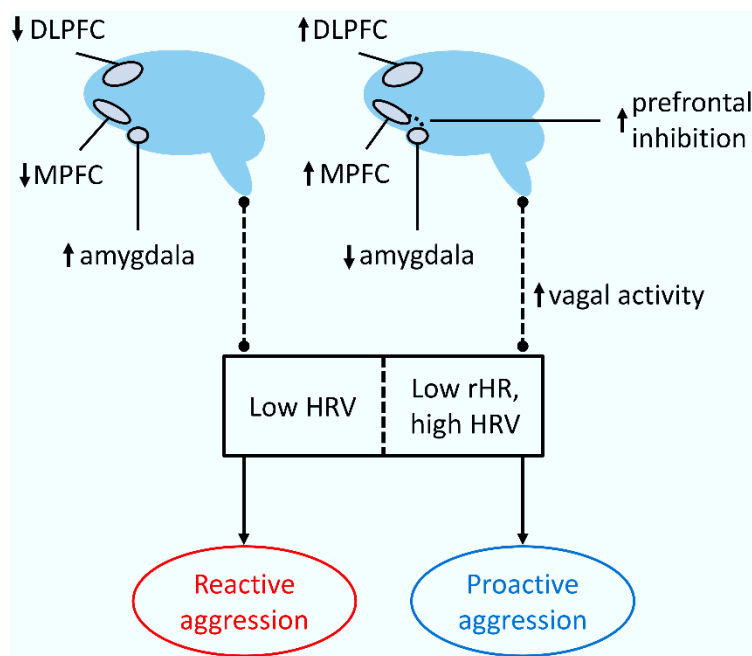 ↓ DLPFC
↓ MPFC
↑ amygdala
↑ DLPFC
↑ MPFC
↓ amygdala
↑ prefrontal
inhibition
↑ vagal activity
Low HRV
Low rHR,
high HRV
Reactive
aggression
Proactive
aggression